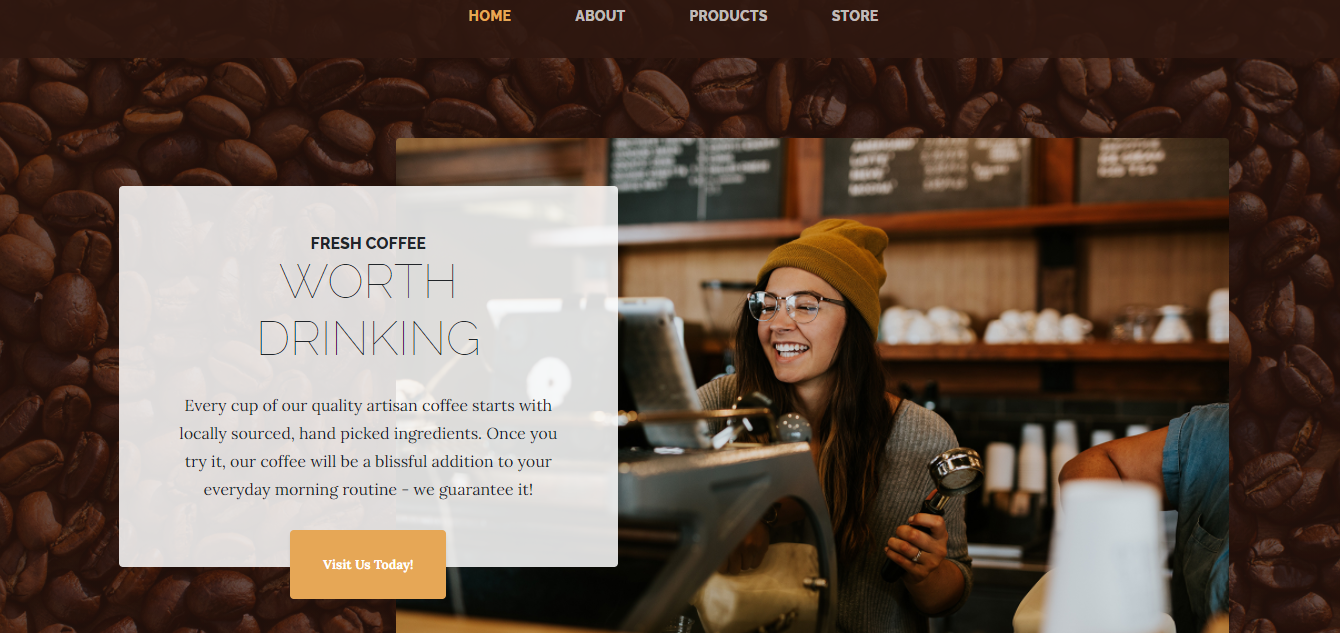 HOME ABOUT PRODUCTS STORE
FRESH COFFEE
WORTH
DRINKING
Every cup of our quality artisan coffee starts with
locally sourced, hand picked ingredients. Once you
try it, our coffee will be a blissful addition to your
everyday morning routine - we guarantee it!
Visit Us Today!